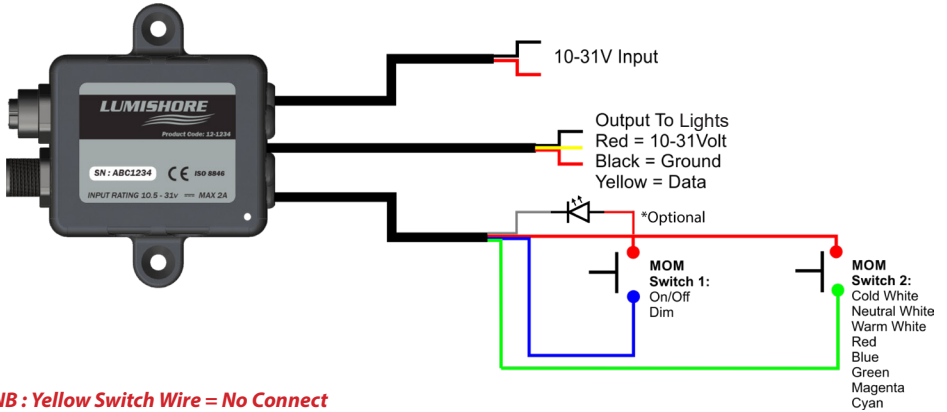 10-31V Input
LUMISHORE
Product Code: 12-1234
SN : ABC1234 CE ISO 8846
INPUT RATING 10.5 - 31v MAX 2A
Output To Lights
Red = 10-31Volt
Black = Ground
Yellow = Data
*Optional
MOM
Switch 1:
On/Off
Dim
MOM
Switch 2:
Cold White
Neutral White
Warm White
Red
Blue
Green
Magenta
Cyan
NB : Yellow Switch Wire = No Connect